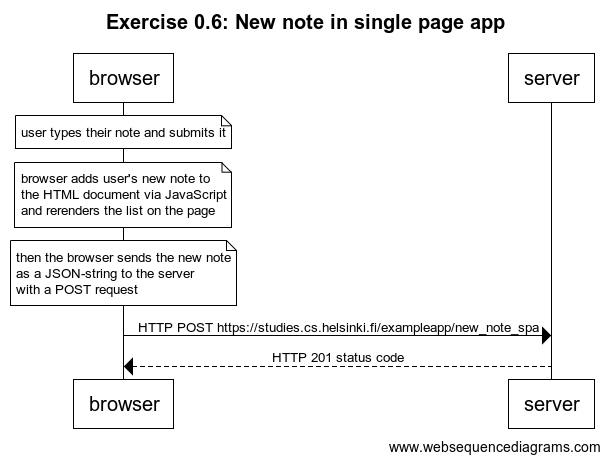 Exercise 0.6: New note in single page app
browser
server
user types their note and submits it
browser adds user's new note to
the HTML document via JavaScript
and rerenders the list on the page
then the browser sends the new note
as a JSON-string to the server
with a POST request
HTTP POST https://studies.cs.helsinki.fi/exampleapp/new_note_spa
HTTP 201 status code
browser
server
www.websequencediagrams.com